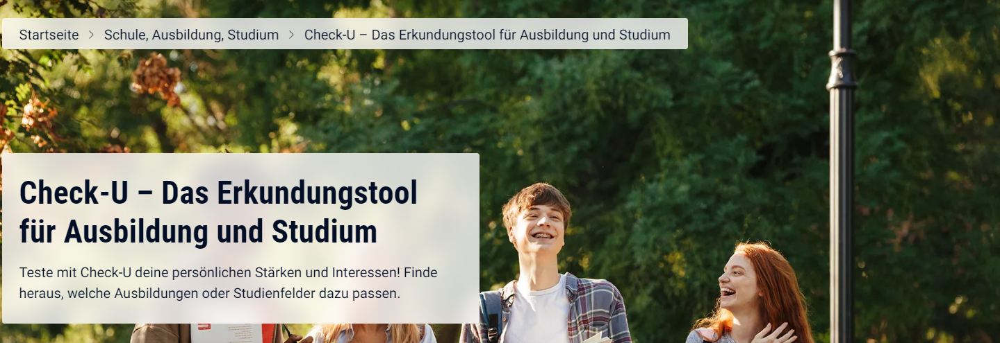 Startseite > Schule, Ausbildung, Studium > Check-U – Das Erkundungstool für Ausbildung und Studium
Check-U – Das Erkundungstool
für Ausbildung und Studium
Teste mit Check-U deine persönlichen Stärken und Interessen! Finde
heraus, welche Ausbildungen oder Studienfelder dazu passen.